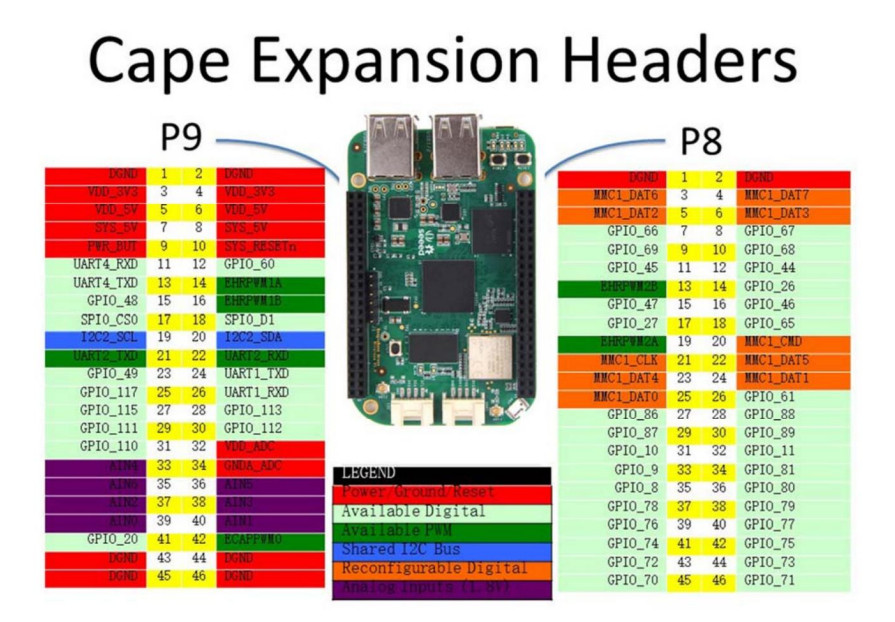 Cape Expansion Headers
P9
P8
DGND 1 2 DGND
VDD_3V3 3 4 VDD_3V3
VDD_5V 5 6 VDD_5V
SYS_5V 7 8 SYS_5V
PWR_BUT 9 10 SYS_RESETn
UART4_RXD 11 12 GPIO_60
UART4_TXD 13 14 EHRPWM1A
GPIO_48 15 16 EHRPWM1B
SPI0_CS0 17 18 SPI0_D1
I2C2_SCL 19 20 I2C2_SDA
UART2_TXD 21 22 UART2_RXD
GPIO_49 23 24 UART1_TXD
GPIO_117 25 26 UART1_RXD
GPIO_115 27 28 GPIO_113
GPIO_111 29 30 GPIO_112
GPIO_110 31 32 VDD_ADC
AIN4 33 34 GNDA_ADC
AIN6 35 36 AIN5
AIN2 37 38 AIN3
AIN0 39 40 AIN1
GPIO_20 41 42 ECAPPWM0
DGND 43 44 DGND
DGND 45 46 DGND
seeed
LEGEND
Power/Ground/Reset
Available Digital
Available PWM
Shared I2C Bus
Reconfigurable Digital
Analog Inputs (1.8V)
DGND 1 2 DGND
MMC1_DAT6 3 4 MMC1_DAT7
MMC1_DAT2 5 6 MMC1_DAT3
GPIO_66 7 8 GPIO_67
GPIO_69 9 10 GPIO_68
GPIO_45 11 12 GPIO_44
EHRPWM2B 13 14 GPIO_26
GPIO_47 15 16 GPIO_46
GPIO_27 17 18 GPIO_65
EHRPWM2A 19 20 MMC1_CMD
MMC1_CLK 21 22 MMC1_DAT5
MMC1_DAT4 23 24 MMC1_DAT1
MMC1_DAT0 25 26 GPIO_61
GPIO_86 27 28 GPIO_88
GPIO_87 29 30 GPIO_89
GPIO_10 31 32 GPIO_11
GPIO_9 33 34 GPIO_81
GPIO_8 35 36 GPIO_80
GPIO_78 37 38 GPIO_79
GPIO_76 39 40 GPIO_77
GPIO_74 41 42 GPIO_75
GPIO_72 43 44 GPIO_73
GPIO_70 45 46 GPIO_71